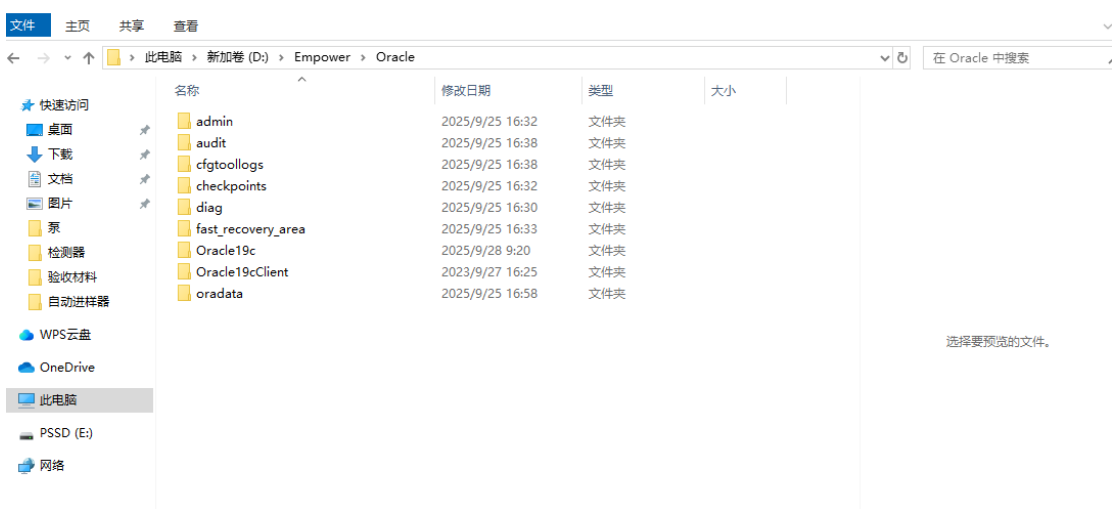 文件 主页 共享 查看
此电脑 › 新加卷 (D:) › Empower › Oracle 在 Oracle 中搜索
名称 修改日期 类型 大小
快速访问
桌面
下载
文档
图片
泵
检测器
验收材料
自动进样器
WPS云盘
OneDrive
此电脑
PSSD (E:)
网络
admin 2025/9/25 16:32 文件夹
audit 2025/9/25 16:38 文件夹
cfgtoollogs 2025/9/25 16:38 文件夹
checkpoints 2025/9/25 16:32 文件夹
diag 2025/9/25 16:30 文件夹
fast_recovery_area 2025/9/25 16:33 文件夹
Oracle19c 2025/9/28 9:20 文件夹
Oracle19cClient 2023/9/27 16:25 文件夹
oradata 2025/9/25 16:58 文件夹
选择要预览的文件。